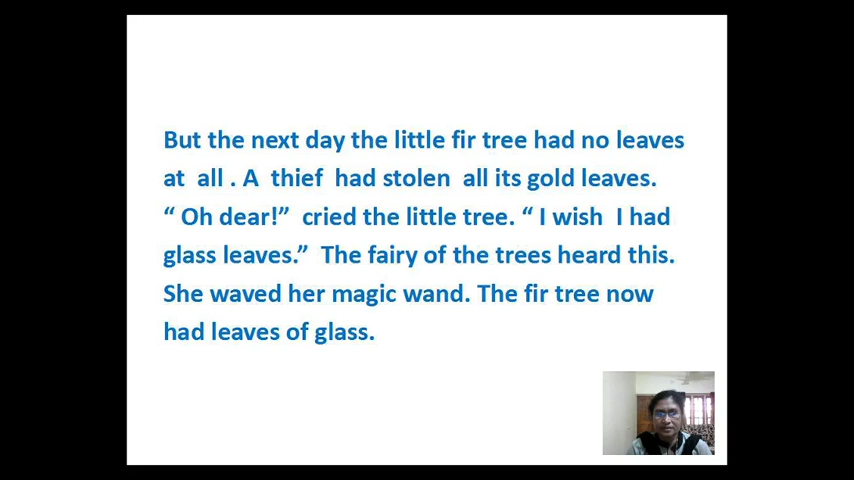 But the next day the little fir tree had no leaves
at all . A thief had stolen all its gold leaves.
“ Oh dear!” cried the little tree. “ I wish I had
glass leaves.” The fairy of the trees heard this.
She waved her magic wand. The fir tree now
had leaves of glass.